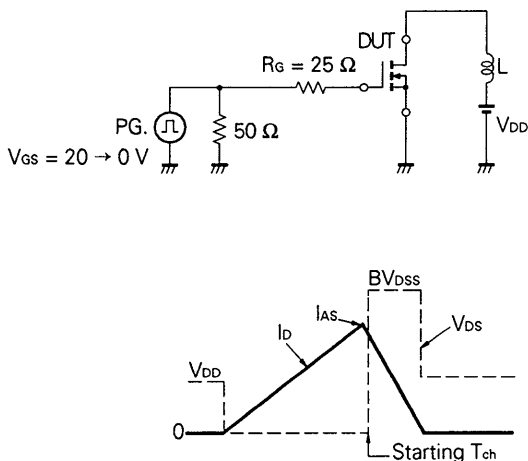 DUT
RG = 25 Ω
L
PG.
50 Ω
VDD
VGS = 20 → 0 V
BVDSS
IAS
ID
VDS
VDD
0
Starting Tch